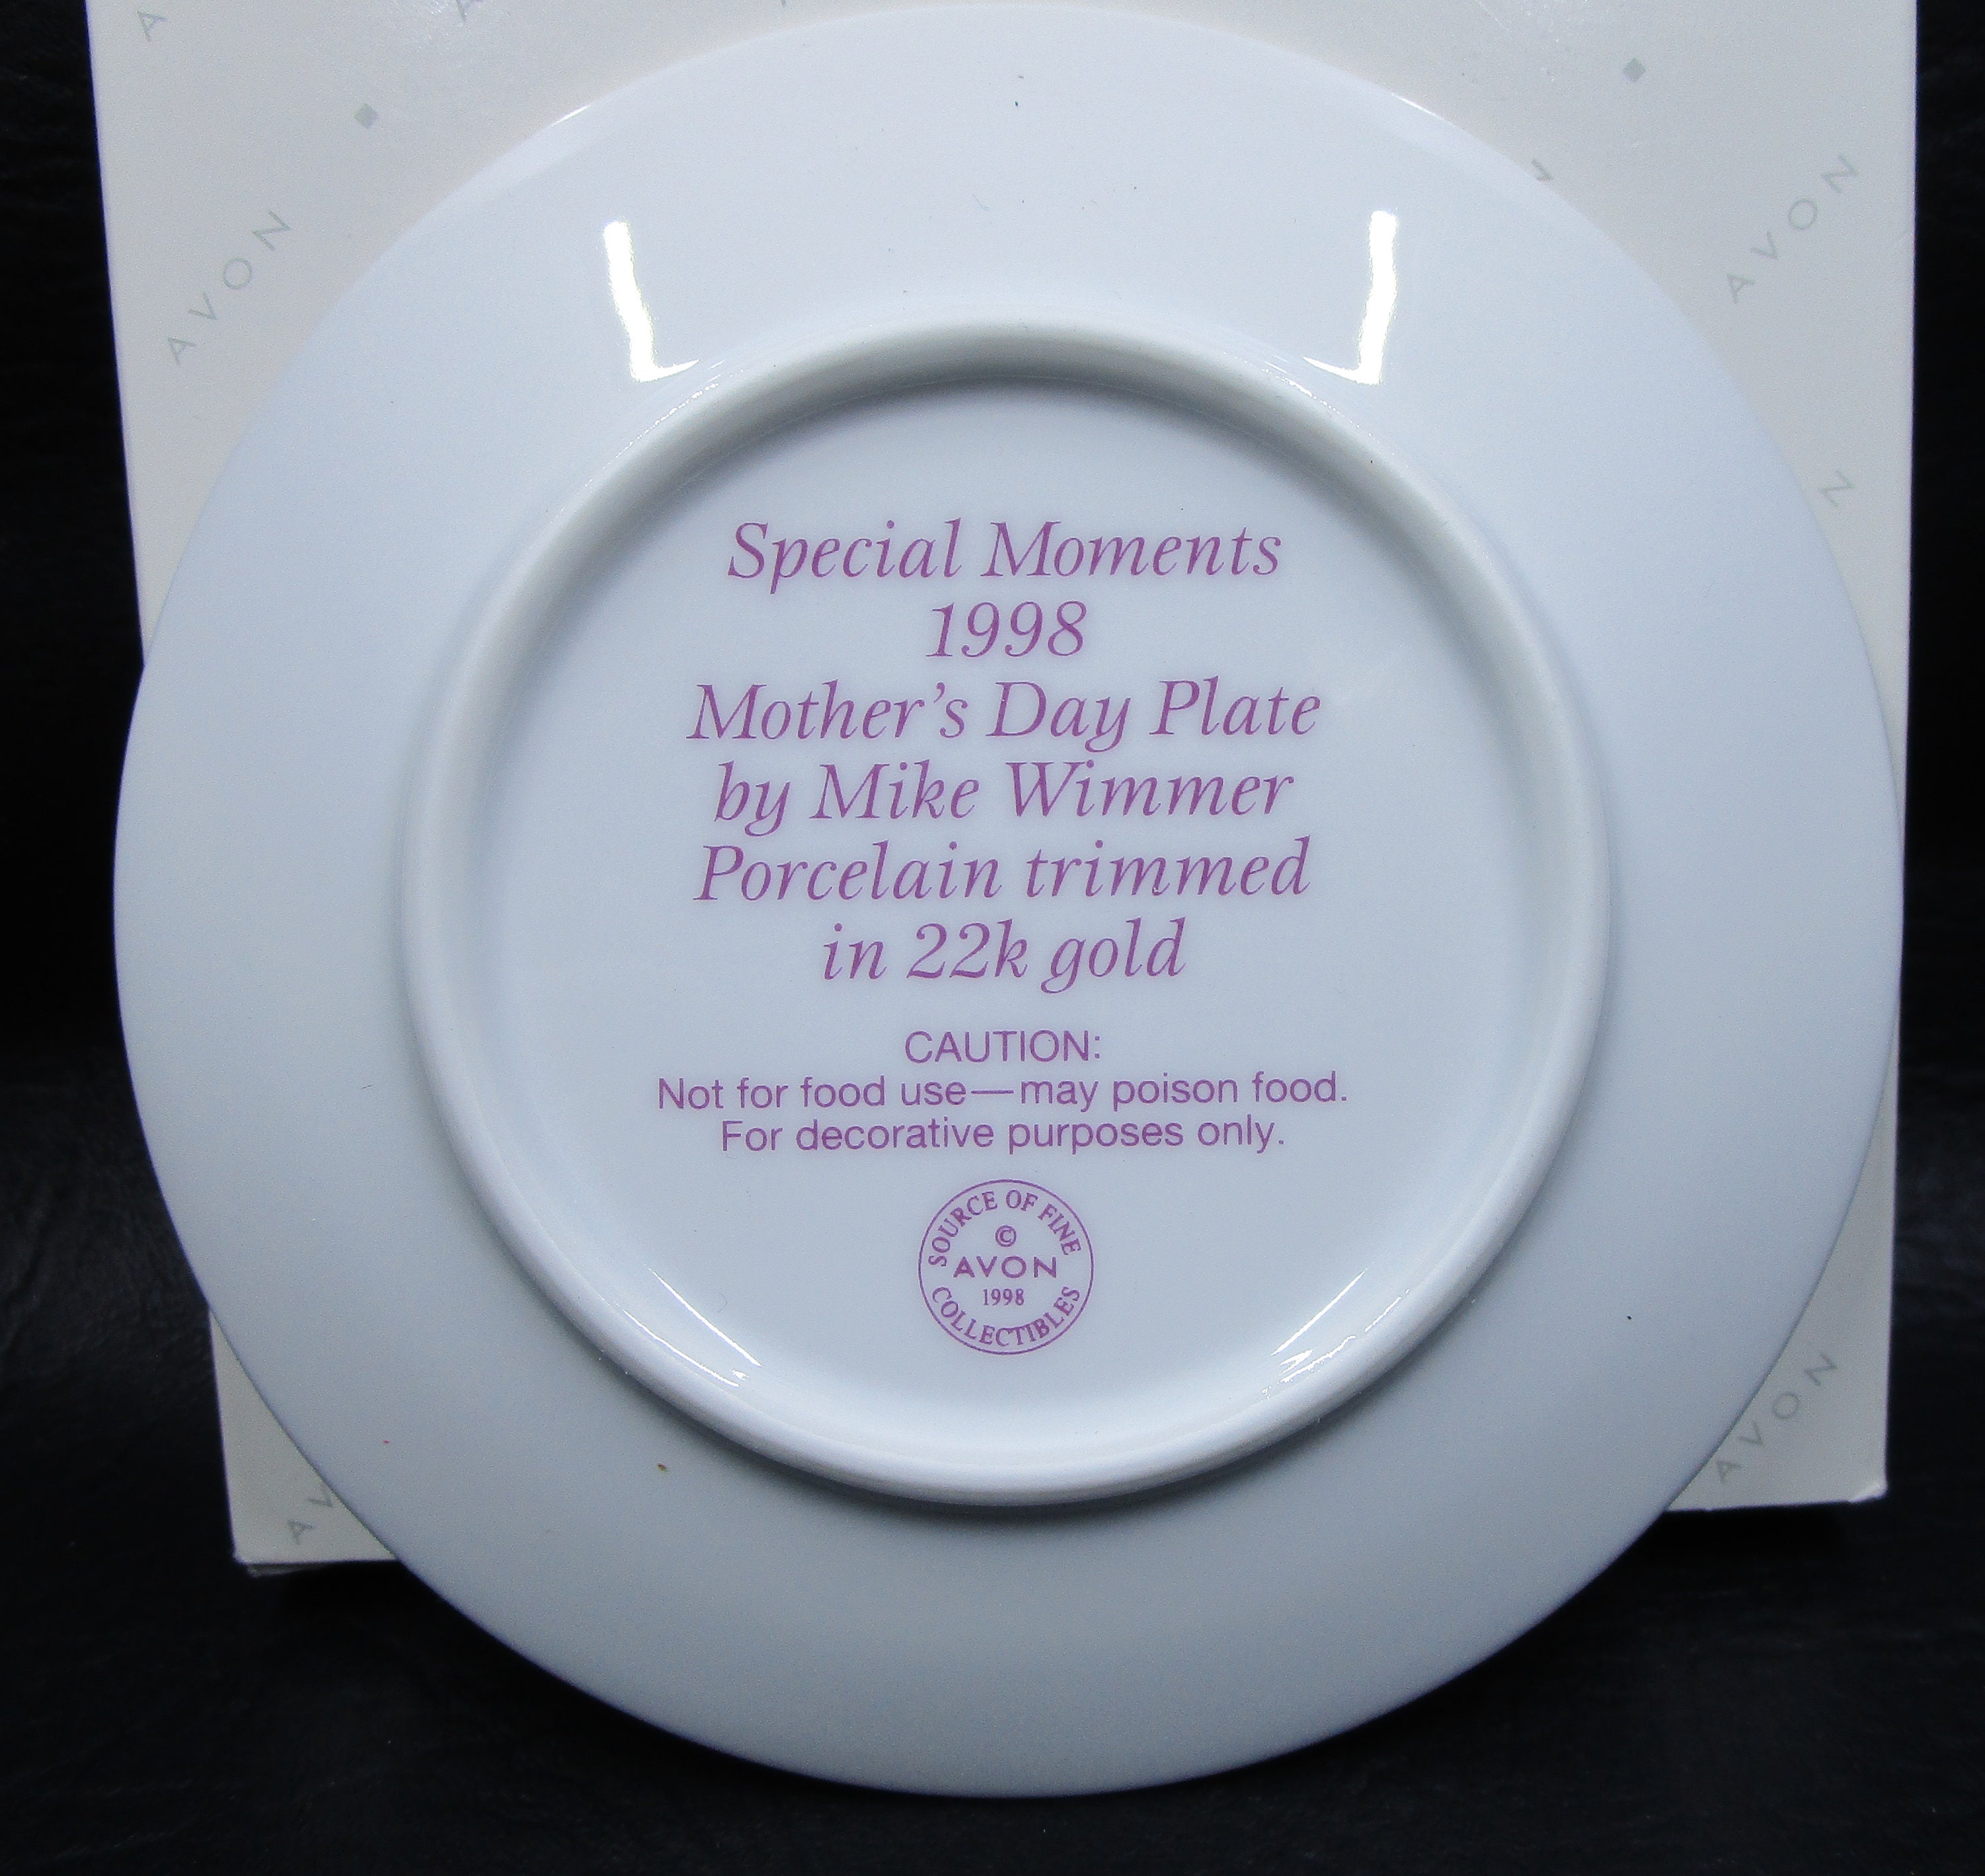 Special Moments
1998
Mother’s Day Plate
by Mike Wimmer
Porcelain trimmed
in 22k gold
CAUTION:
Not for food use—may poison food.
For decorative purposes only.
SOURCE OF FINE
©
AVON
1998
COLLECTIBLES
AVON
AVON
AVON